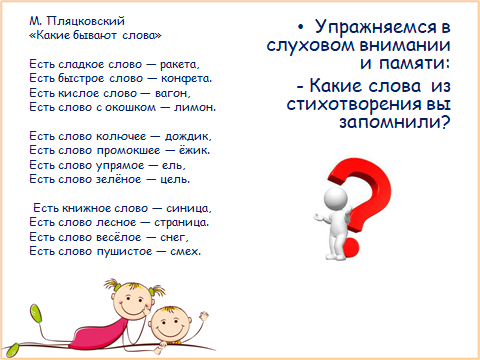 М. Пляцковский
«Какие бывают слова»
Есть сладкое слово — ракета,
Есть быстрое слово — конфета.
Есть кислое слово — вагон,
Есть слово с окошком — лимон.
Есть слово колючее — дождик,
Есть слово промокшее — ёжик.
Есть слово упрямое — ель,
Есть слово зелёное — цель.
Есть книжное слово — синица,
Есть слово лесное — страница.
Есть слово весёлое — снег,
Есть слово пушистое — смех.
• Упражняемся в
слуховом внимании
и памяти:
- Какие слова из
стихотворения вы
запомнили?